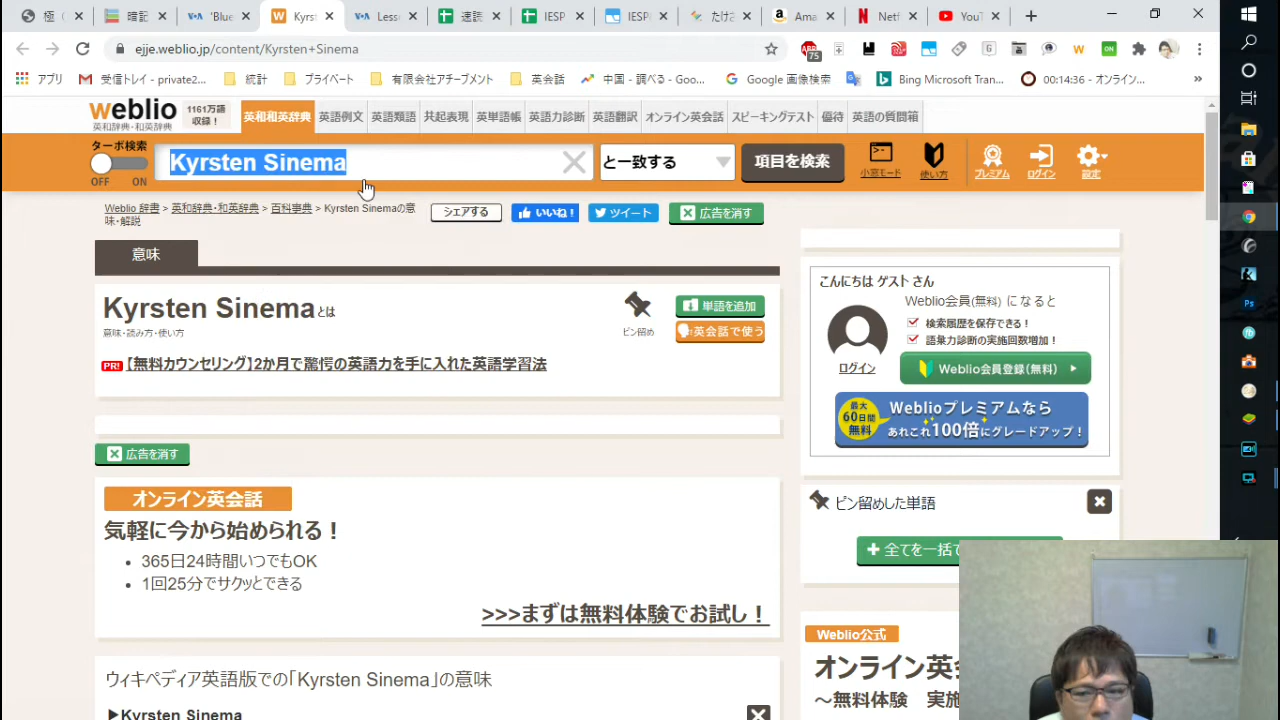 極（
暗記
'Blue
Kyrs
Less
速読
IESP
IESP
たけさ
Ama
Netf
YouT
ejje.weblio.jp/content/Kyrsten+Sinema
75
ON
アプリ
受信トレイ - private2...
統計
プライベート
有限会社アチーブメント
英会話
中国 - 調べる - Goo...
Google 画像検索
Bing Microsoft Tran...
00:14:36 - オンライン...
»
weblio
英和辞典・和英辞典
1161万語
収録！
英和和英辞典
英語例文
英語類語
共起表現
英単語帳
英語力診断
英語翻訳
オンライン英会話
スピーキングテスト
優待
英語の質問箱
ターボ検索
OFF ON
Kyrsten Sinema
と一致する
項目を検索
小窓モード
使い方
プレミアム
ログイン
設定
Weblio 辞書 > 英和辞典・和英辞典 > 百科事典 > Kyrsten Sinemaの意
味・解説
シェアする
いいね！
ツイート
広告を消す
意味
Kyrsten Sinemaとは
意味・読み方・使い方
ピン留め
単語を追加
英会話で使う
PR! 【無料カウンセリング】2か月で驚愕の英語力を手に入れた英語学習法
広告を消す
オンライン英会話
気軽に今から始められる！
• 365日24時間いつでもOK
• 1回25分でサクッとできる
>>>まずは無料体験でお試し！
ウィキペディア英語版での「Kyrsten Sinema」の意味
▶Kyrsten Sinema
こんにちは ゲスト さん
ログイン
Weblio会員(無料) になると
検索履歴を保存できる！
語彙力診断の実施回数増加！
Weblio会員登録(無料)
最大
60日間
無料
Weblioプレミアムなら
あれこれ100倍にグレードアップ！
ピン留めした単語
+ 全てを一括で
Weblio公式
オンライン英会
～無料体験 実施